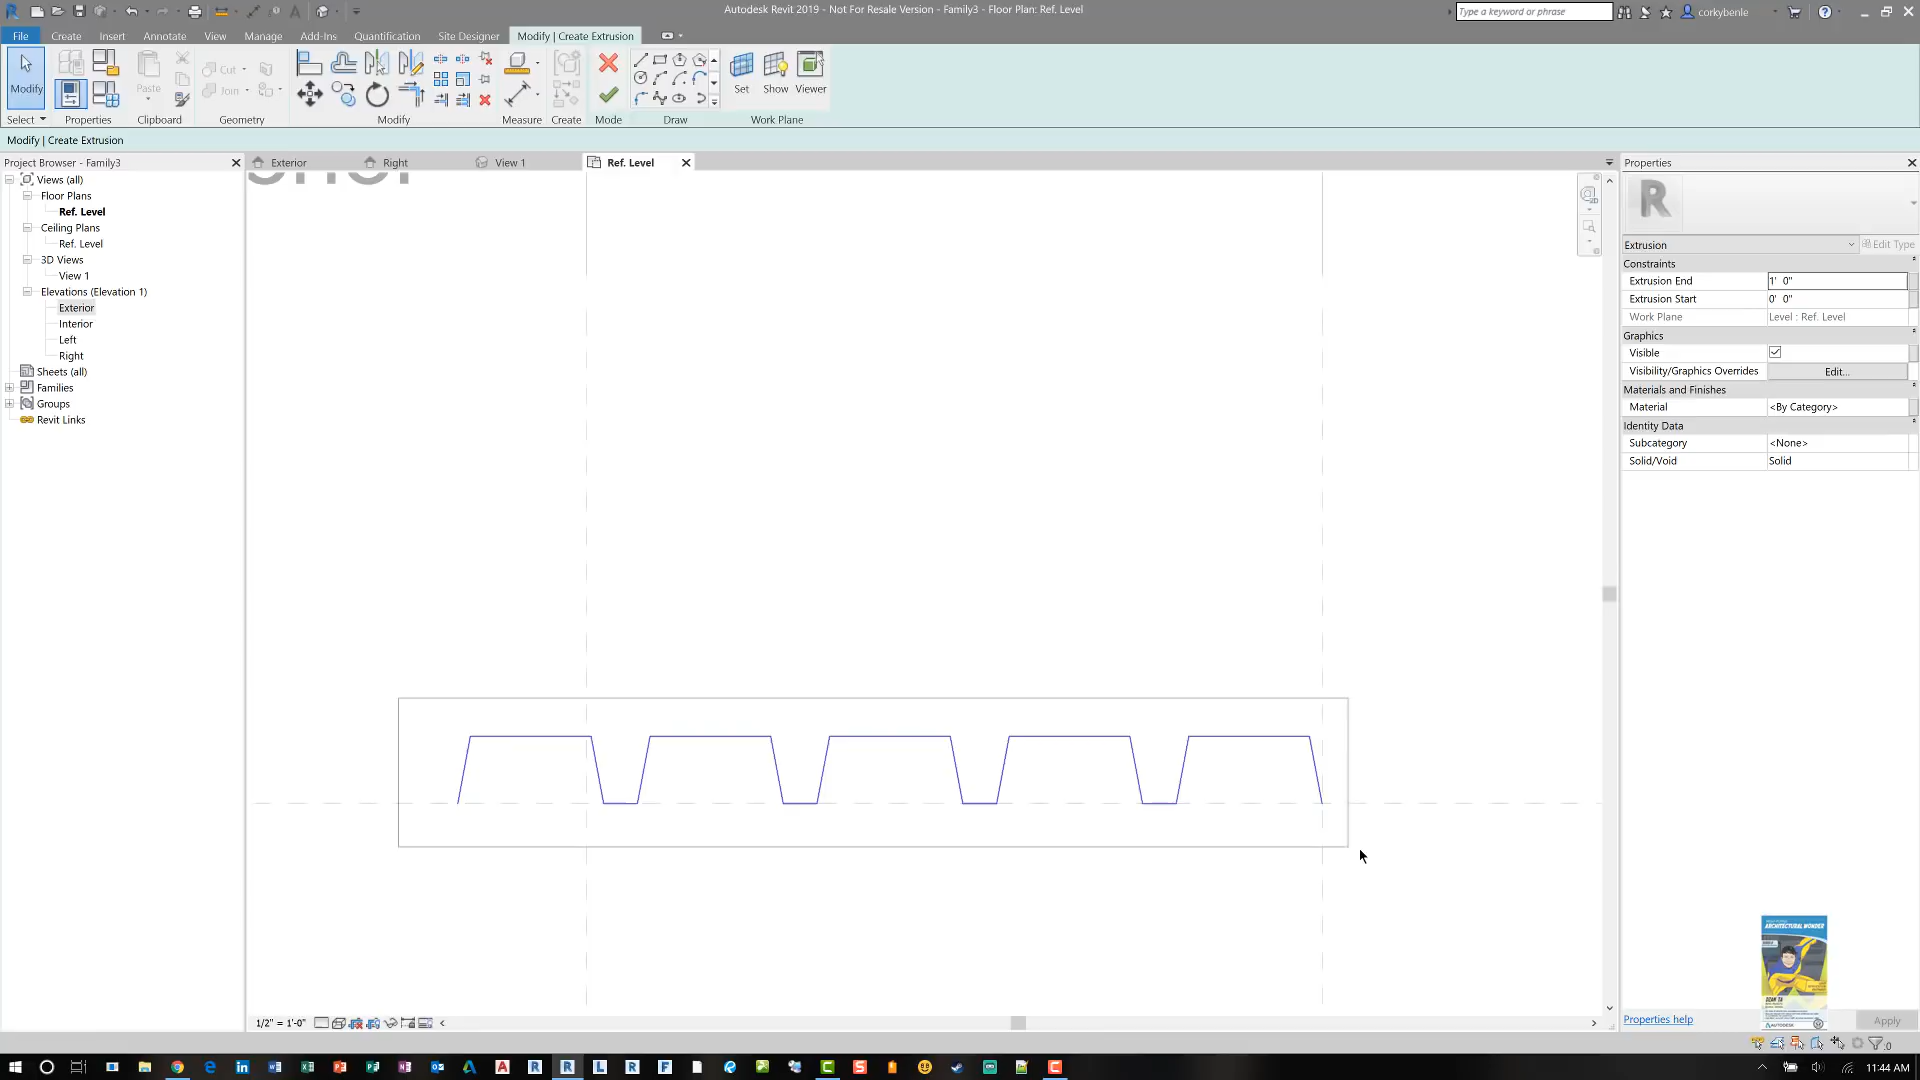 Autodesk Revit 2019 - Not For Resale Version - Family3 - Floor Plan: Ref. Level
Type a keyword or phrase
corkybenle
File Create Insert Annotate View Manage Add-Ins Quantification Site Designer Modify | Create Extrusion
Modify
Paste
Cut
Join
Set Show Viewer
Select Properties Clipboard Geometry Modify Measure Create Mode Draw Work Plane
Modify | Create Extrusion
Project Browser - Family3
Views (all)
Floor Plans
Ref. Level
Ceiling Plans
Ref. Level
3D Views
View 1
Elevations (Elevation 1)
Exterior
Interior
Left
Right
Sheets (all)
Families
Groups
Revit Links
Exterior Right View 1 Ref. Level
Properties
R
Extrusion
Edit Type
Constraints
Extrusion End 1' 0"
Extrusion Start 0' 0"
Work Plane Level : Ref. Level
Graphics
Visible
Visibility/Graphics Overrides Edit...
Materials and Finishes
Material <By Category>
Identity Data
Subcategory <None>
Solid/Void Solid
ARCHITECTURAL WONDER
AUTODESK
Properties help
Apply
1/2" = 1'-0"
:0
11:44 AM